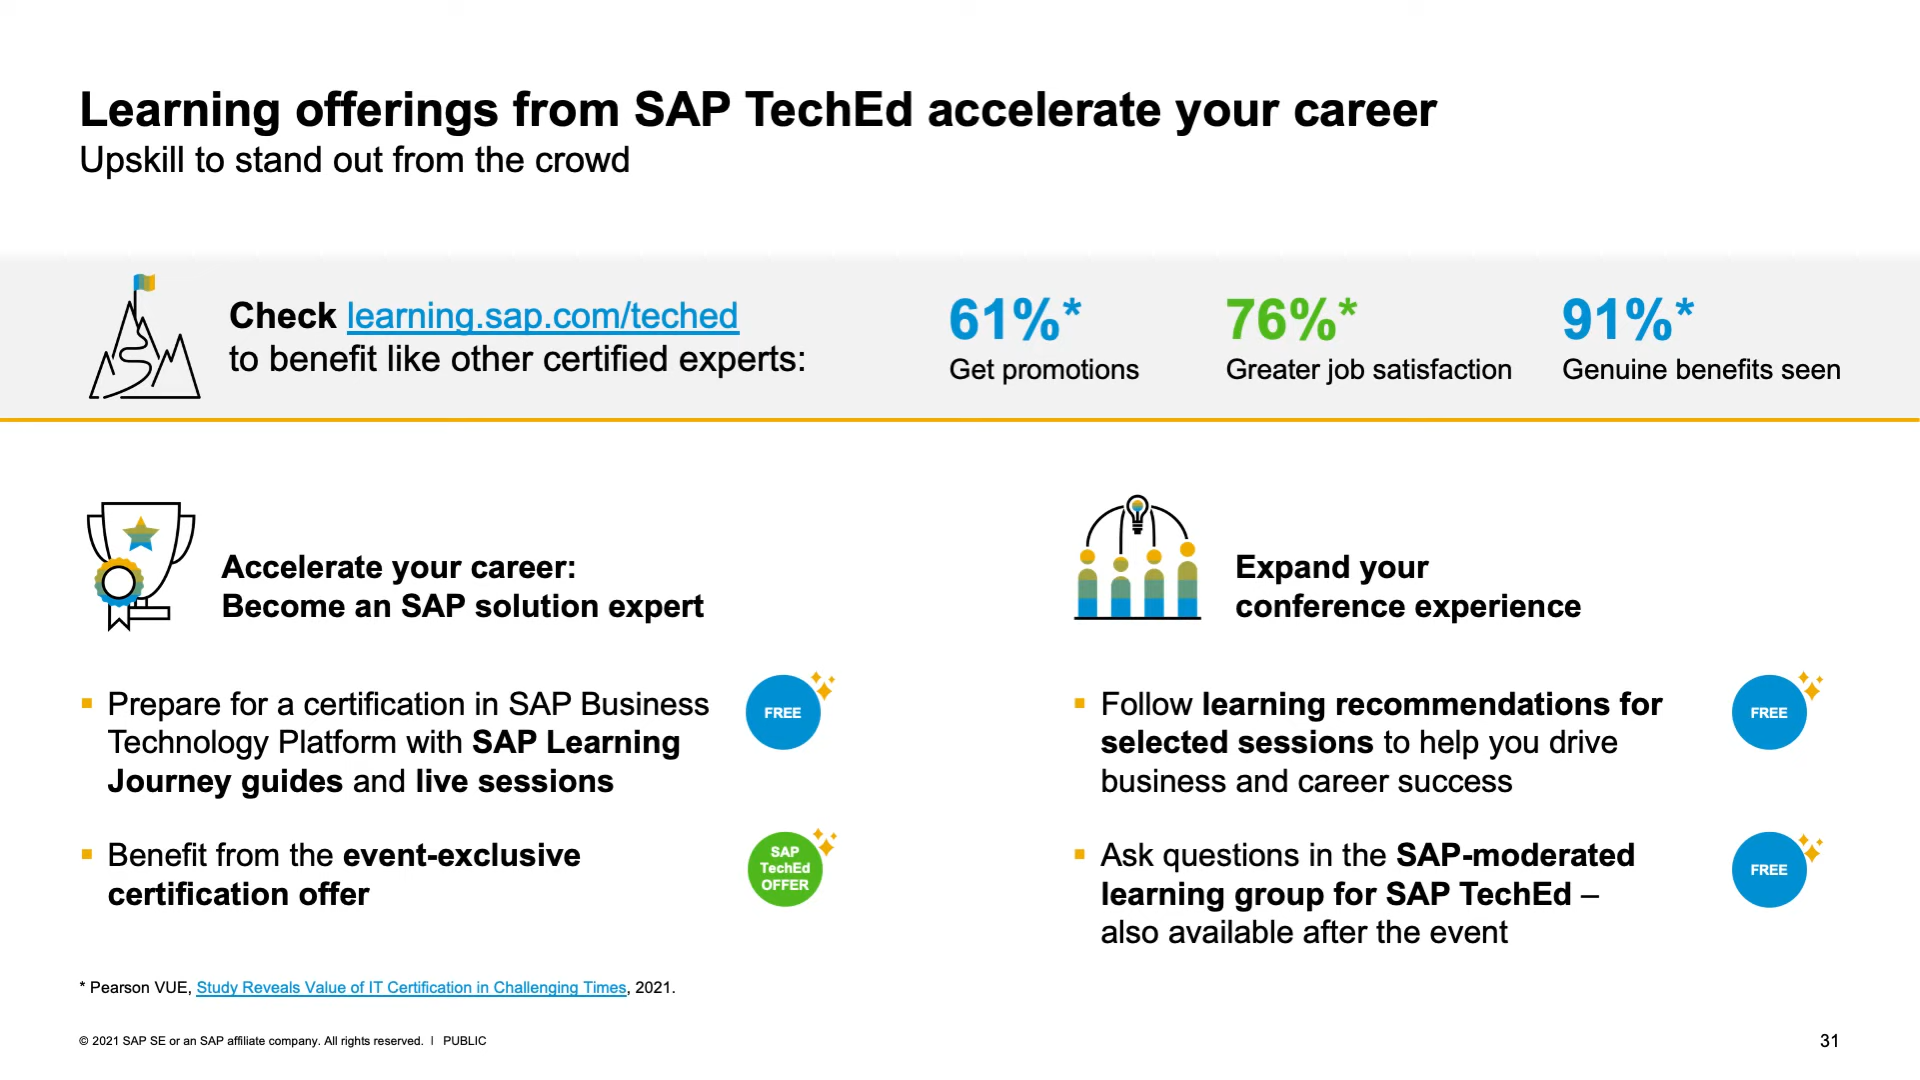 Learning offerings from SAP TechEd accelerate your career
Upskill to stand out from the crowd
Check learning.sap.com/teched
to benefit like other certified experts:
61%*
Get promotions
76%*
Greater job satisfaction
91%*
Genuine benefits seen
Accelerate your career:
Become an SAP solution expert
▪ Prepare for a certification in SAP Business
Technology Platform with SAP Learning
Journey guides and live sessions
FREE
▪ Benefit from the event-exclusive
certification offer
SAP
TechEd
OFFER
Expand your
conference experience
▪ Follow learning recommendations for
selected sessions to help you drive
business and career success
FREE
▪ Ask questions in the SAP-moderated
learning group for SAP TechEd –
also available after the event
FREE
* Pearson VUE, Study Reveals Value of IT Certification in Challenging Times, 2021.
© 2021 SAP SE or an SAP affiliate company. All rights reserved. | PUBLIC
31